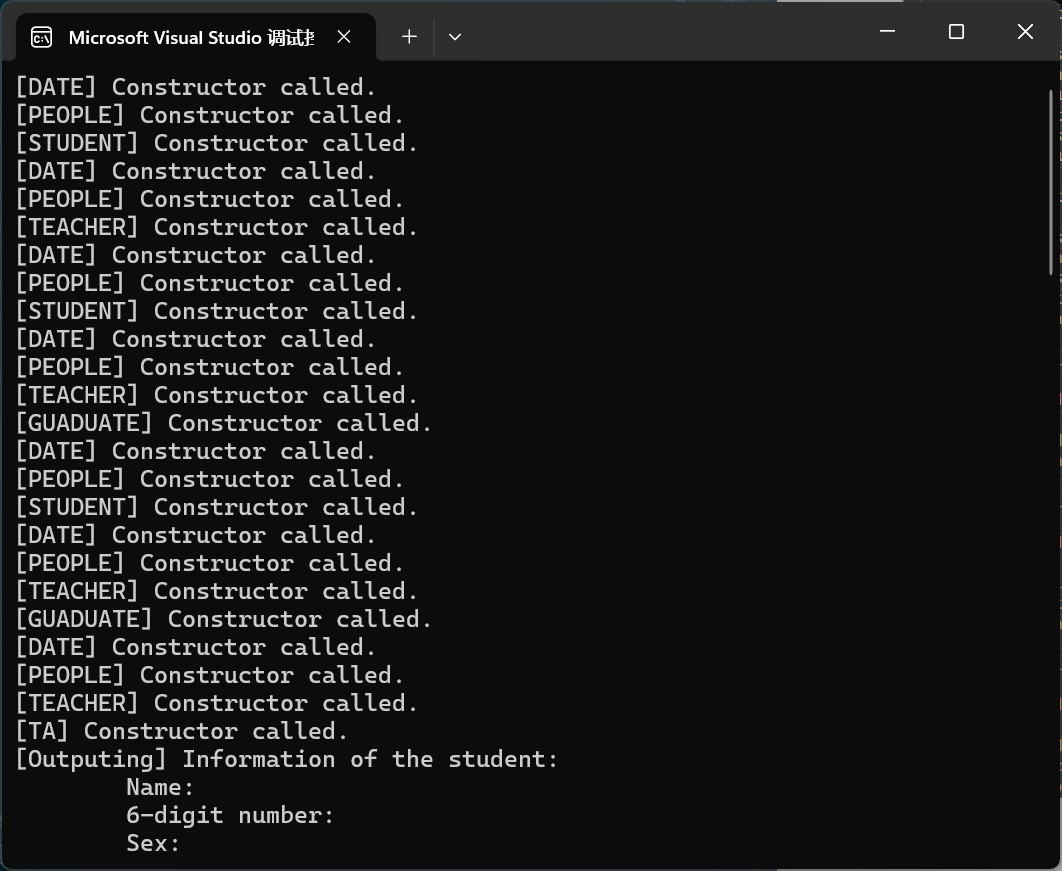 Microsoft Visual Studio 调试
[DATE] Constructor called.
[PEOPLE] Constructor called.
[STUDENT] Constructor called.
[DATE] Constructor called.
[PEOPLE] Constructor called.
[TEACHER] Constructor called.
[DATE] Constructor called.
[PEOPLE] Constructor called.
[STUDENT] Constructor called.
[DATE] Constructor called.
[PEOPLE] Constructor called.
[TEACHER] Constructor called.
[GUADUATE] Constructor called.
[DATE] Constructor called.
[PEOPLE] Constructor called.
[STUDENT] Constructor called.
[DATE] Constructor called.
[PEOPLE] Constructor called.
[TEACHER] Constructor called.
[GUADUATE] Constructor called.
[DATE] Constructor called.
[PEOPLE] Constructor called.
[TEACHER] Constructor called.
[TA] Constructor called.
[Outputing] Information of the student:
Name:
6-digit number:
Sex: